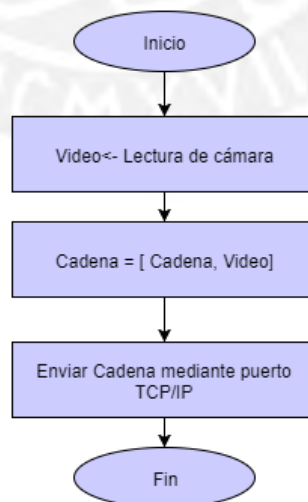 Inicio
Video<- Lectura de cámara
Cadena = [ Cadena, Video]
Enviar Cadena mediante puerto
TCP/IP
Fin